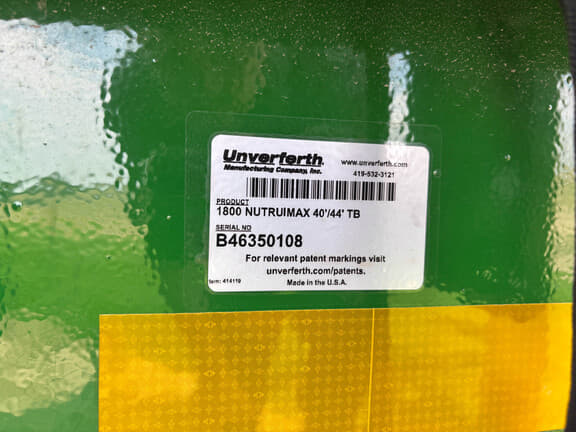 Unverferth
Manufacturing Company, Inc.
www.unverferth.com
419-532-3121
PRODUCT
1800 NUTRUIMAX 40'/44' TB
SERIAL NO
B46350108
For relevant patent markings visit
unverferth.com/patents.
form: 414119
Made in the U.S.A.